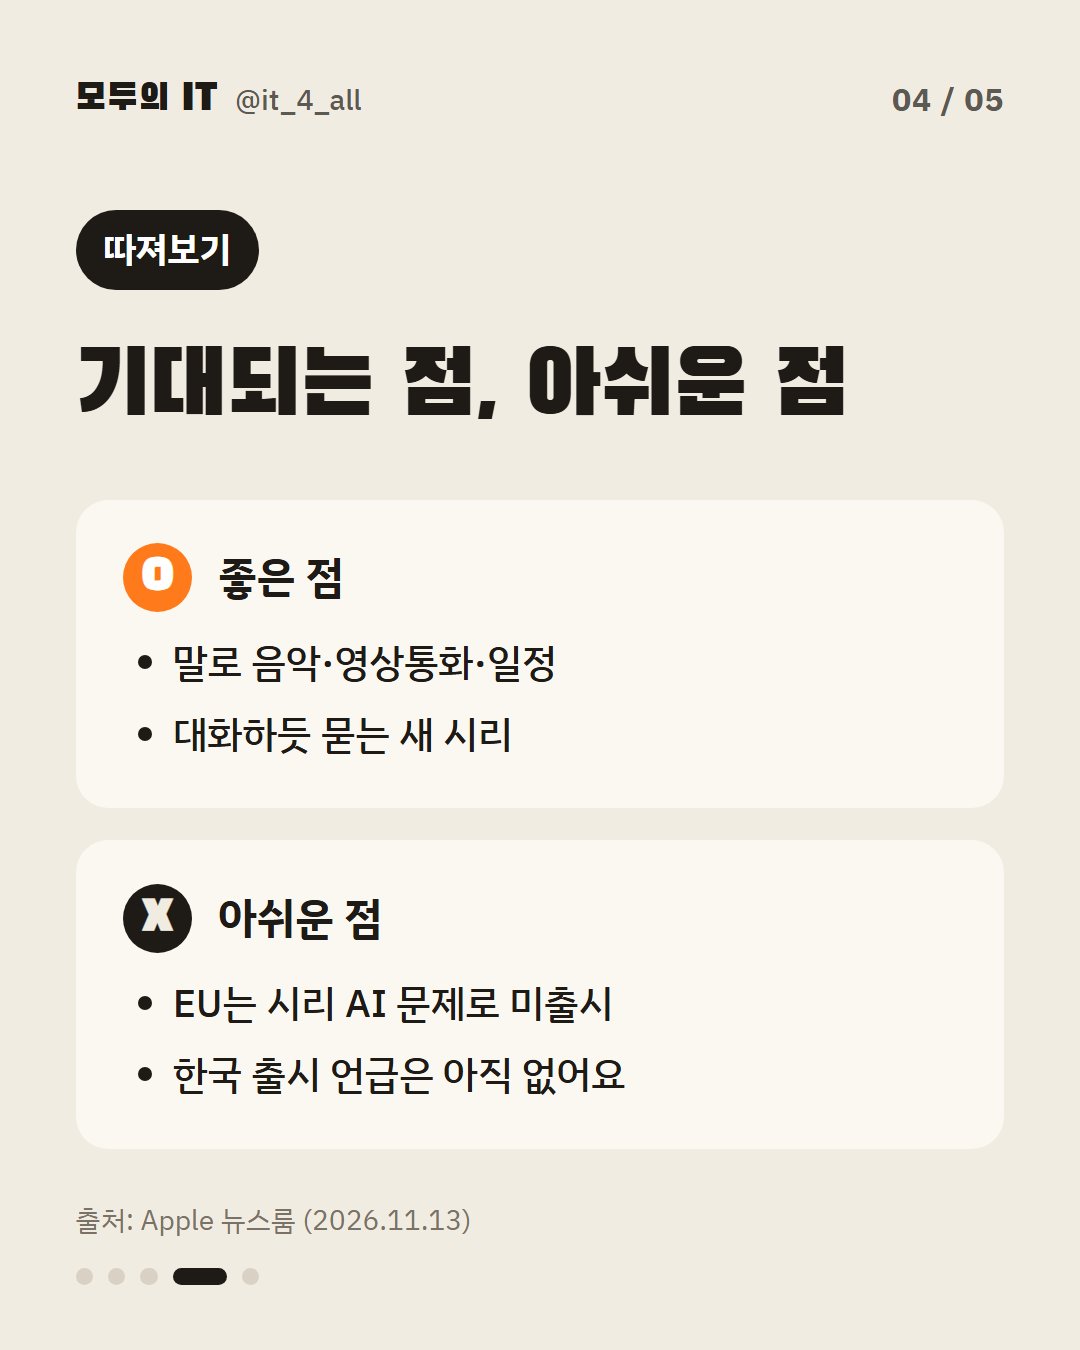 모두의 IT @it_4_all 04 / 05
따져보기
기대되는 점, 아쉬운 점
O 좋은 점
• 말로 음악·영상통화·일정
• 대화하듯 묻는 새 시리
X 아쉬운 점
• EU는 시리 AI 문제로 미출시
• 한국 출시 언급은 아직 없어요
출처: Apple 뉴스룸 (2026.11.13)